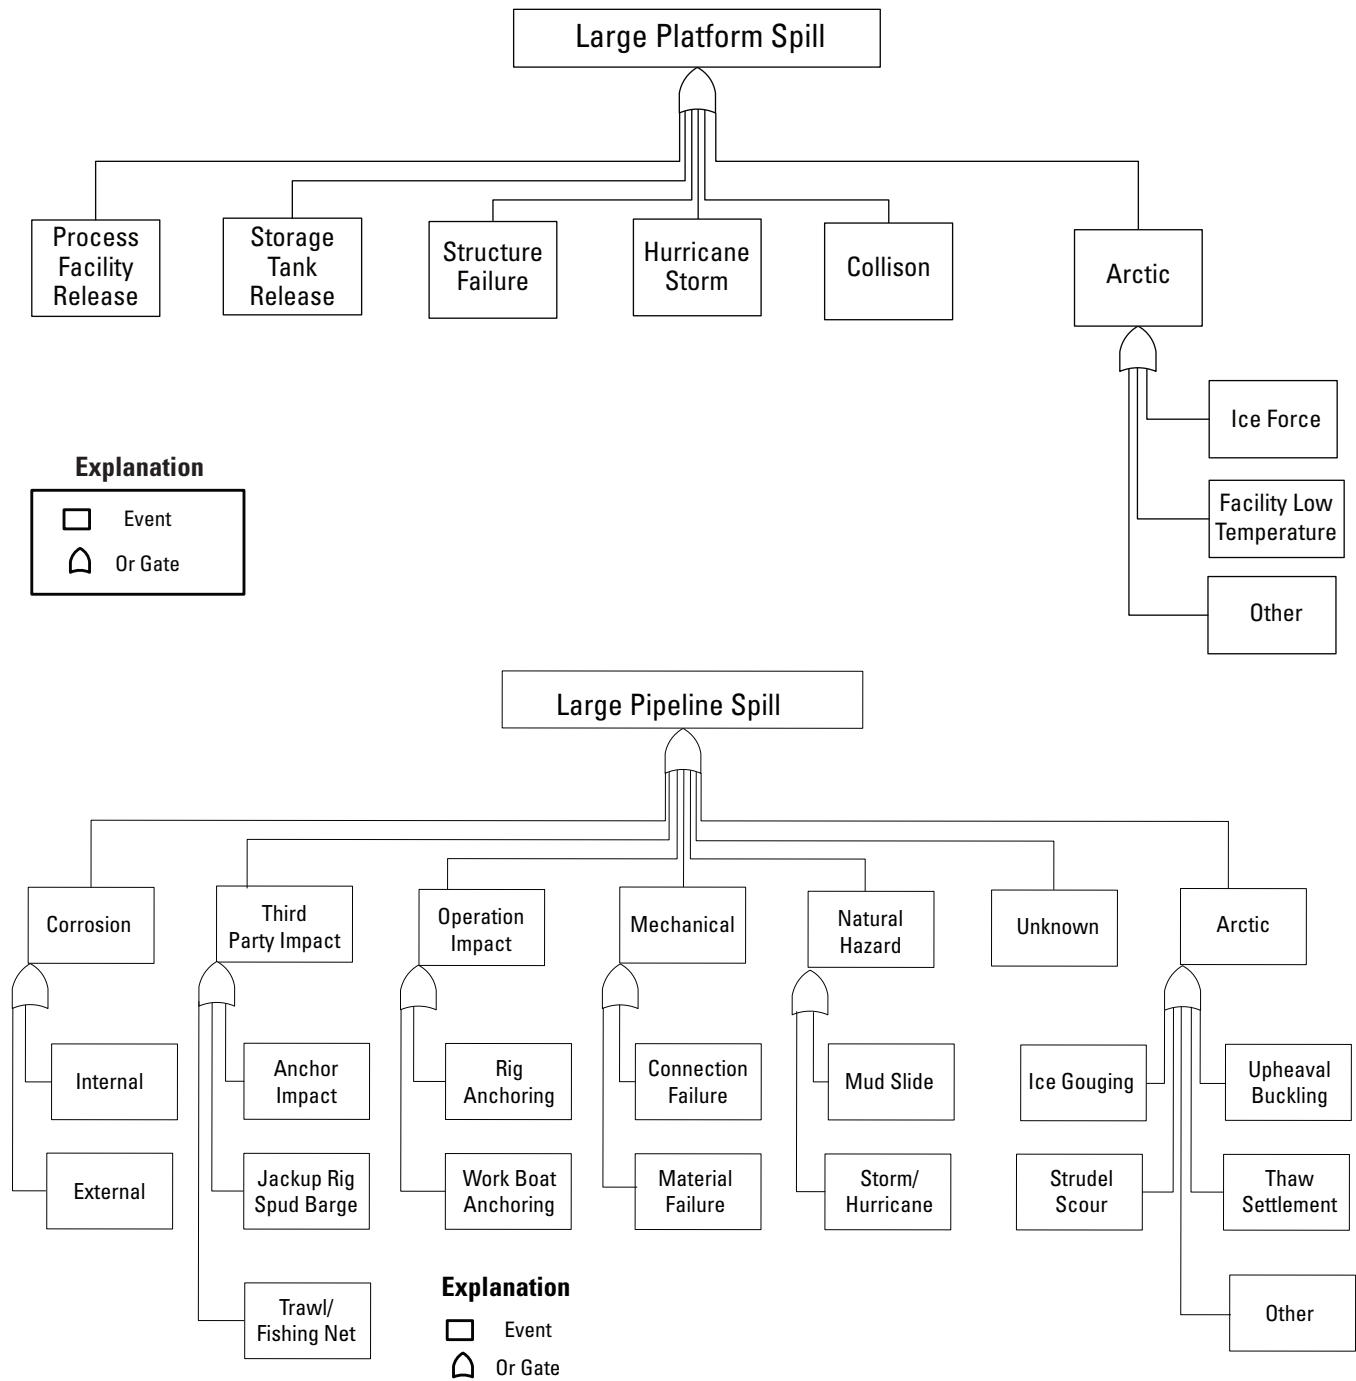 Large Platform Spill
Process
Facility
Release
Storage
Tank
Release
Structure
Failure
Hurricane
Storm
Collison
Arctic
Ice Force
Facility Low
Temperature
Other
Explanation
Event
Or Gate
Large Pipeline Spill
Corrosion
Third
Party Impact
Operation
Impact
Mechanical
Natural
Hazard
Unknown
Arctic
Internal
External
Anchor
Impact
Jackup Rig
Spud Barge
Trawl/
Fishing Net
Rig
Anchoring
Work Boat
Anchoring
Connection
Failure
Material
Failure
Mud Slide
Storm/
Hurricane
Ice Gouging
Strudel
Scour
Upheaval
Buckling
Thaw
Settlement
Other
Explanation
Event
Or Gate